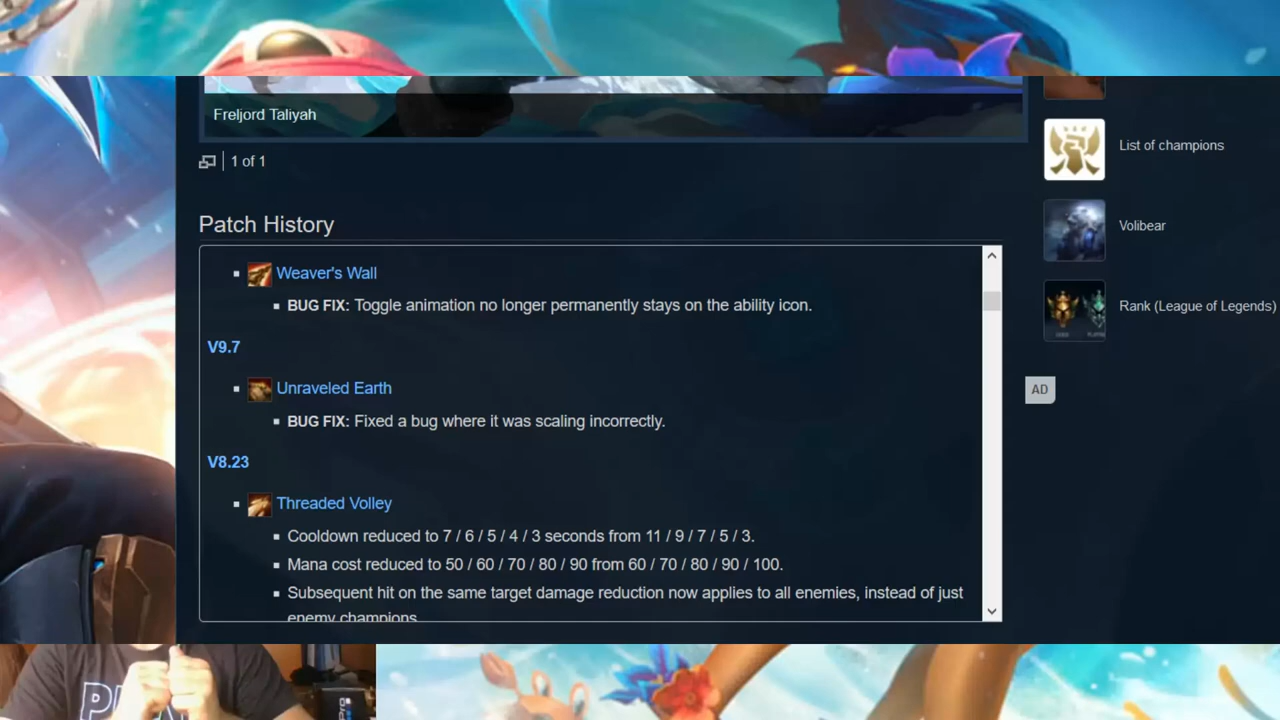 Freljord Taliyah
1 of 1
List of champions
Volibear
Rank (League of Legends)
AD
Patch History
Weaver's Wall
BUG FIX: Toggle animation no longer permanently stays on the ability icon.
V9.7
Unraveled Earth
BUG FIX: Fixed a bug where it was scaling incorrectly.
V8.23
Threaded Volley
Cooldown reduced to 7 / 6 / 5 / 4 / 3 seconds from 11 / 9 / 7 / 5 / 3.
Mana cost reduced to 50 / 60 / 70 / 80 / 90 from 60 / 70 / 80 / 90 / 100.
Subsequent hit on the same target damage reduction now applies to all enemies, instead of just
enemy champions